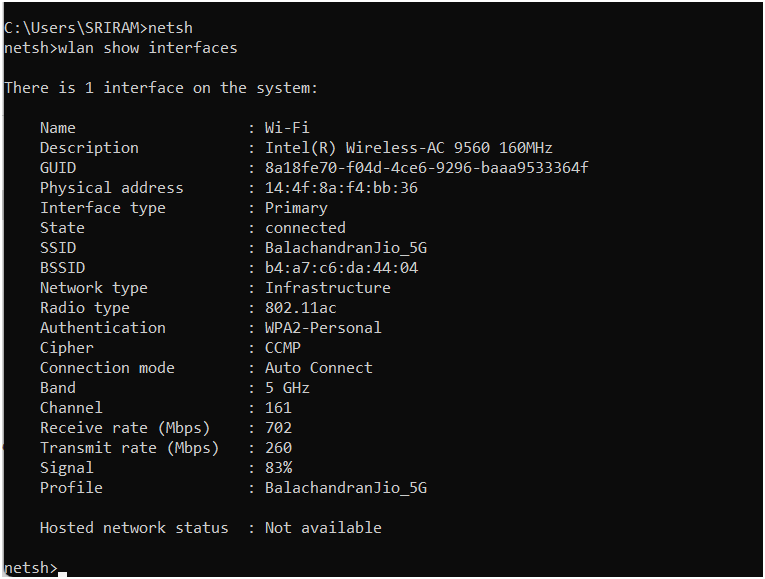 C:\Users\SRIRAM>netsh
netsh>wlan show interfaces
There is 1 interface on the system:
Name : Wi-Fi
Description : Intel(R) Wireless-AC 9560 160MHz
GUID : 8a18fe70-f04d-4ce6-9296-baaa9533364f
Physical address : 14:4f:8a:f4:bb:36
Interface type : Primary
State : connected
SSID : BalachandranJio_5G
BSSID : b4:a7:c6:da:44:04
Network type : Infrastructure
Radio type : 802.11ac
Authentication : WPA2-Personal
Cipher : CCMP
Connection mode : Auto Connect
Band : 5 GHz
Channel : 161
Receive rate (Mbps) : 702
Transmit rate (Mbps) : 260
Signal : 83%
Profile : BalachandranJio_5G
Hosted network status : Not available
netsh>